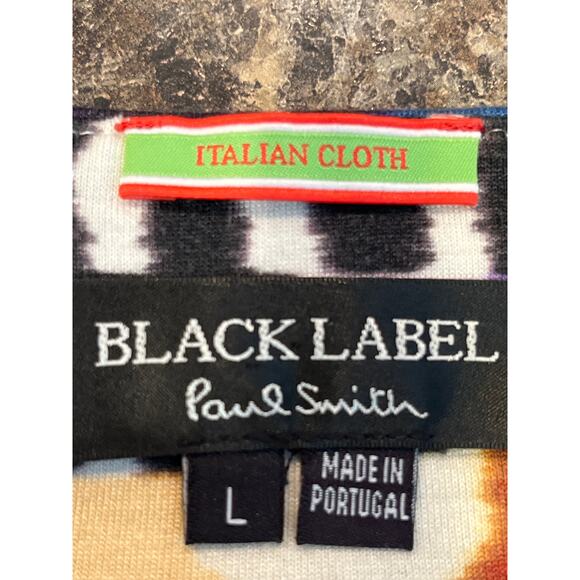 ITALIAN CLOTH
BLACK LABEL
Paul Smith
L
MADE IN
PORTUGAL